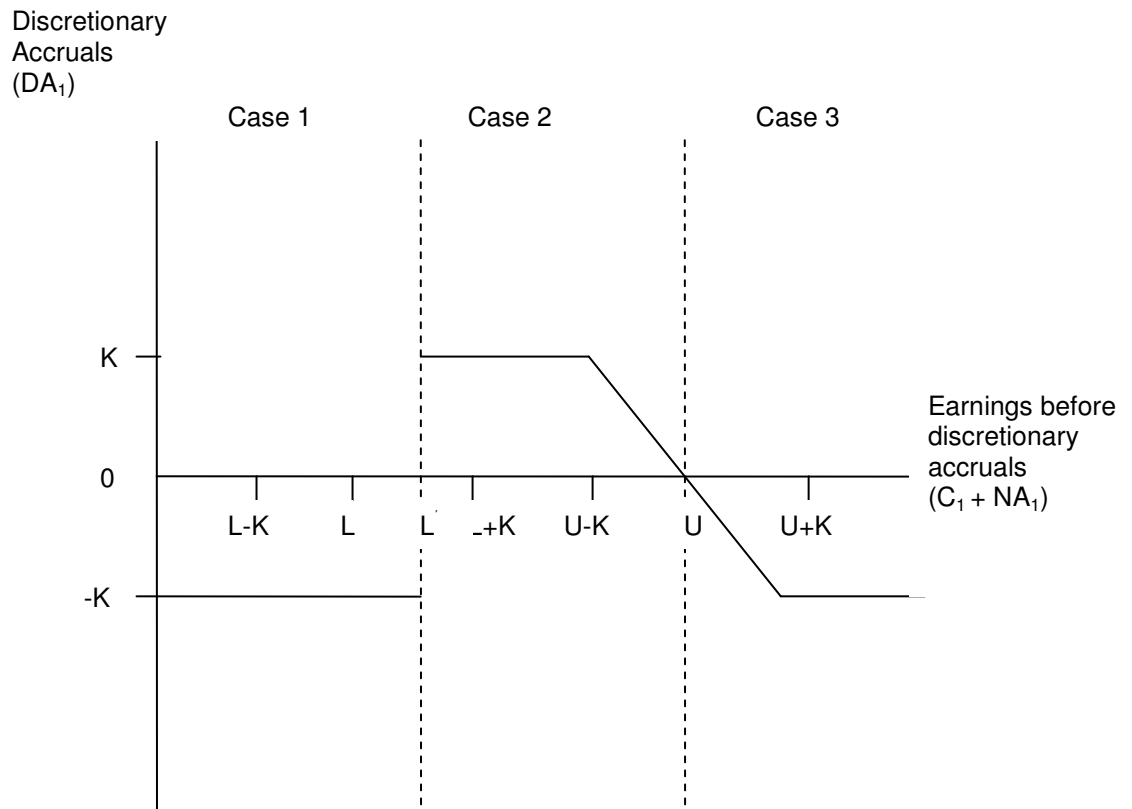 Discretionary
Accruals
(DA₁)
Case 1 Case 2 Case 3
K
0
-K
L-K L L +K U-K U U+K
Earnings before
discretionary
accruals
(C₁ + NA₁)